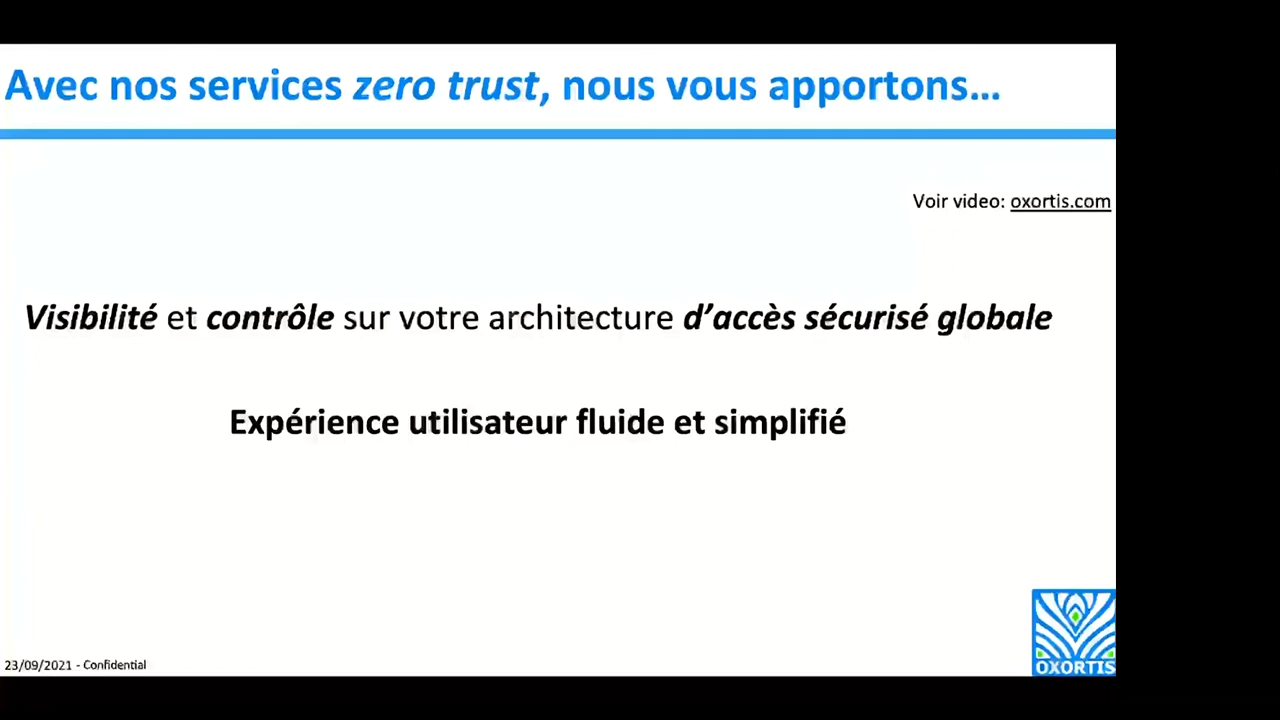 Avec nos services zero trust, nous vous apportons...
Voir video: oxortis.com
Visibilité et contrôle sur votre architecture d’accès sécurisé globale
Expérience utilisateur fluide et simplifié
OXORTIS
23/09/2021 - Confidential